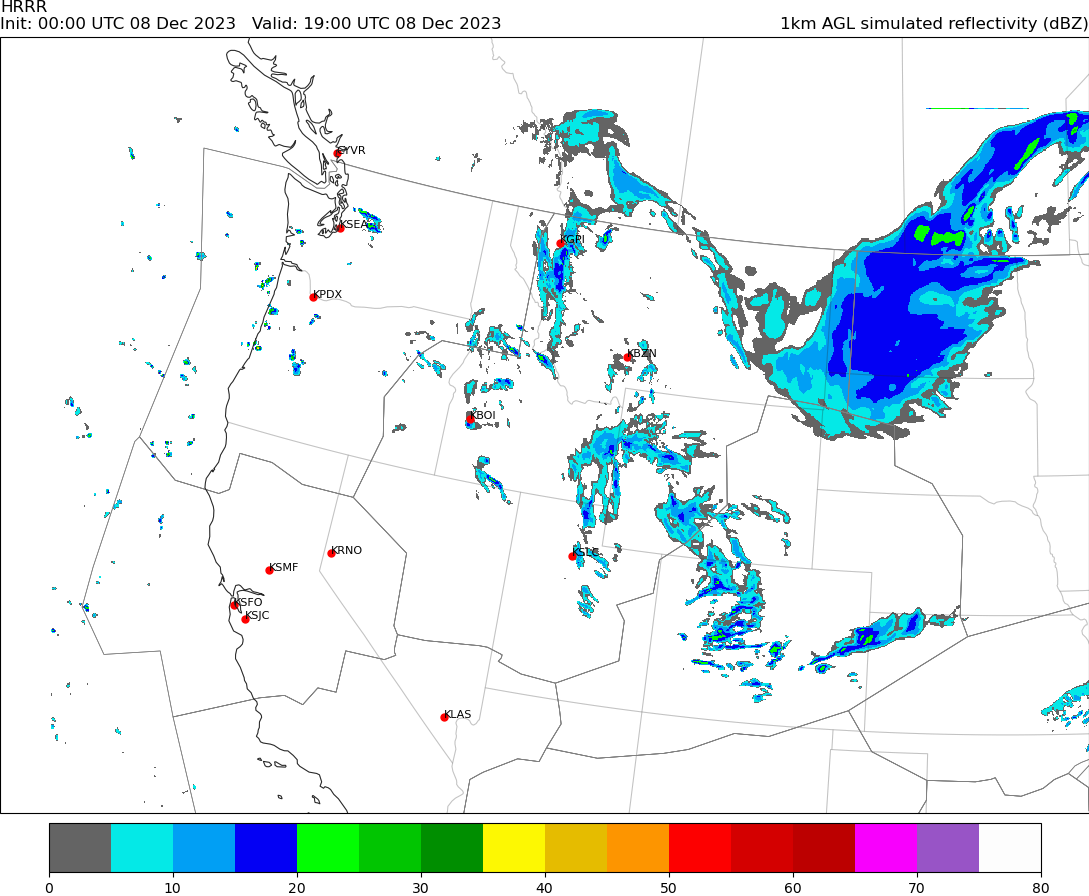 HRRR
Init: 00:00 UTC 08 Dec 2023   Valid: 19:00 UTC 08 Dec 2023   1km AGL simulated reflectivity (dBZ)
CYVR
KSEA
KGPI
KPDX
KBZN
KBOI
KRNO
KSLC
KSMF
KSFO
KSJC
KLAS
0 10 20 30 40 50 60 70 80